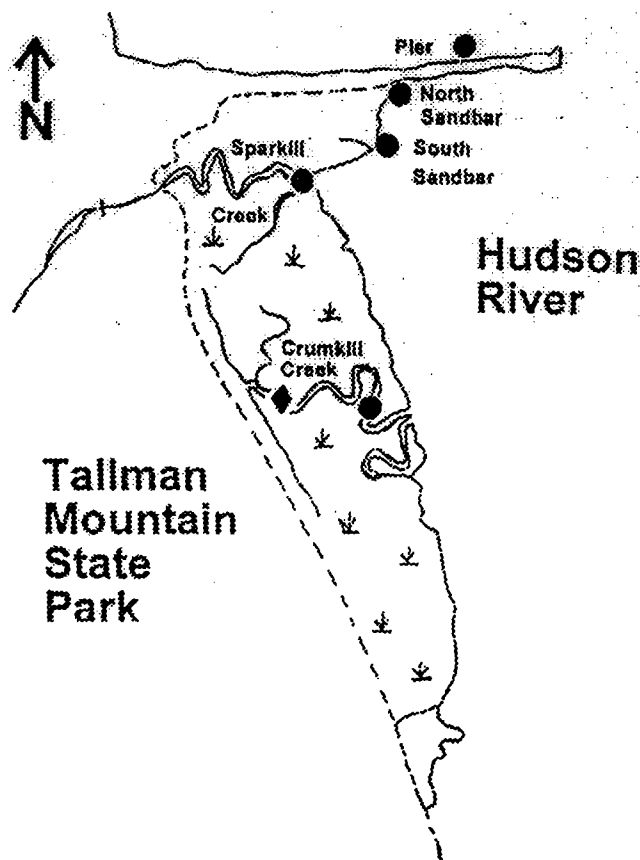 Pier
N
North
Sandbar
South
Sandbar
Sparkill
Creek
Hudson
River
Crumkill
Creek
Tallman
Mountain
State
Park